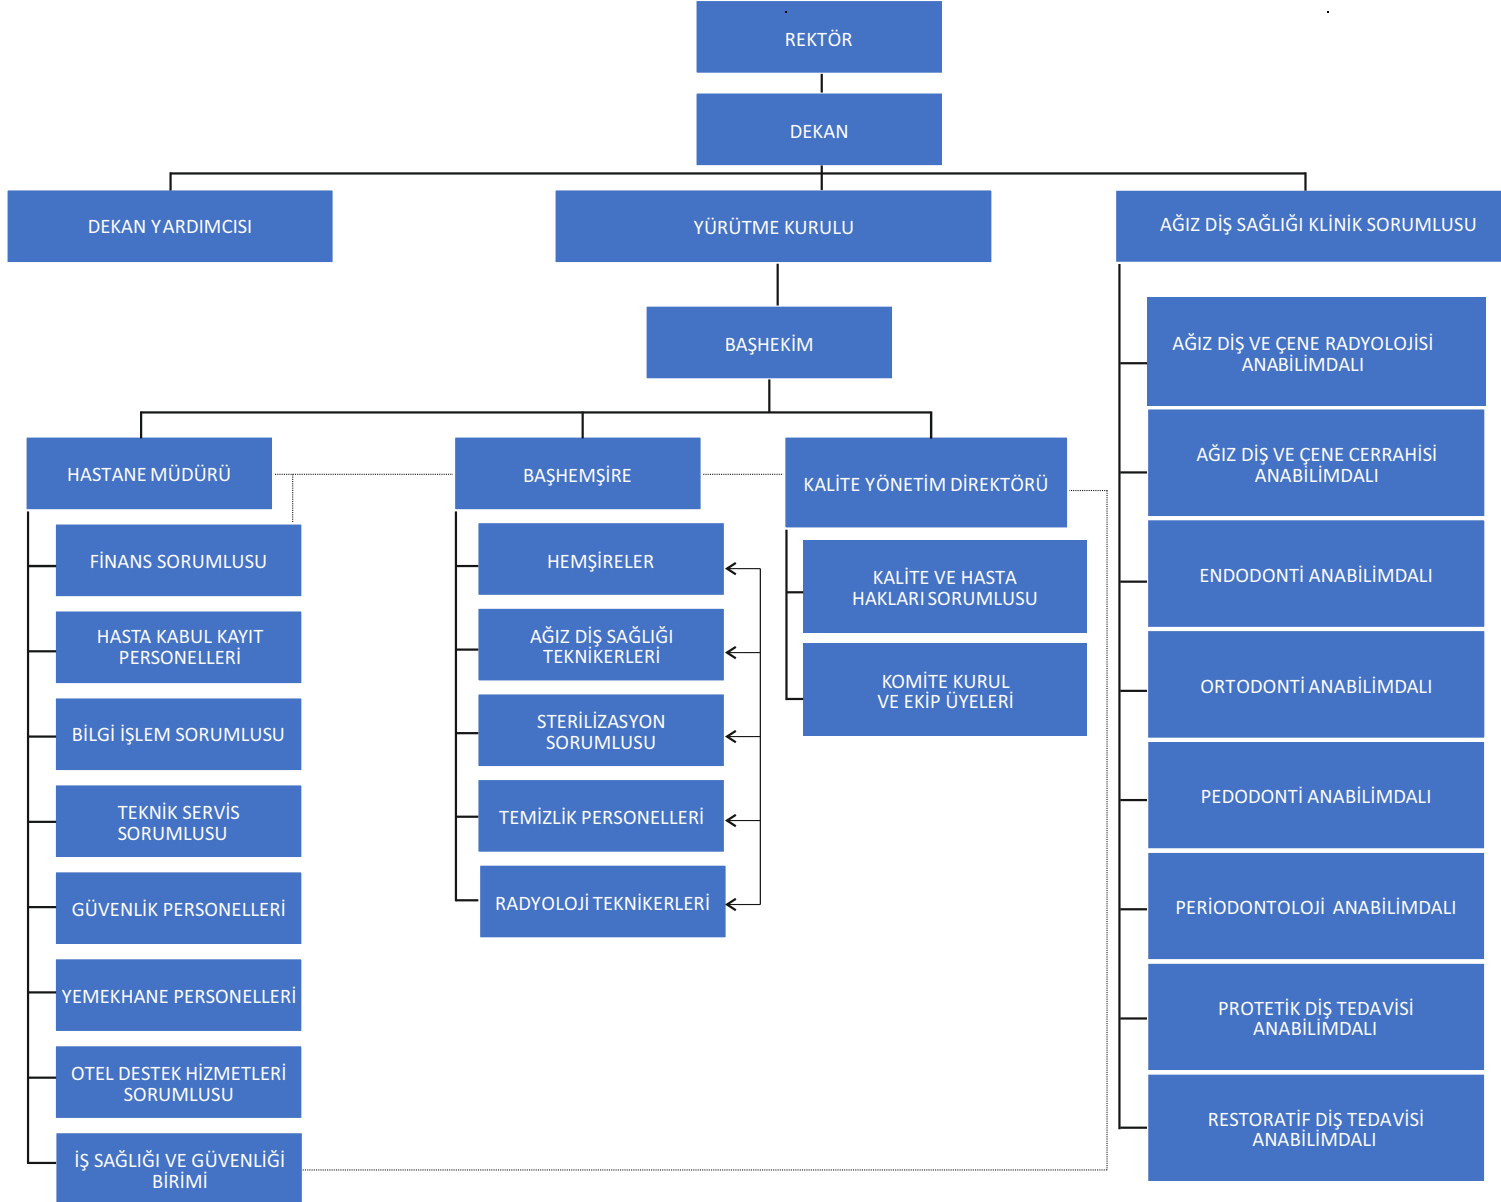 REKTÖR
DEKAN
DEKAN YARDIMCISI
YÜRÜTME KURULU
AĞIZ DİŞ SAĞLIĞI KLİNİK SORUMLUSU
BAŞHEKİM
HASTANE MÜDÜRÜ
FİNANS SORUMLUSU
HASTA KABUL KAYIT
PERSONELLERİ
BİLGİ İŞLEM SORUMLUSU
TEKNİK SERVİS
SORUMLUSU
GÜVENLİK PERSONELLERİ
YEMEKHANE PERSONELLERİ
OTEL DESTEK HİZMETLERİ
SORUMLUSU
İŞ SAĞLIĞI VE GÜVENLİĞİ
BİRİMİ
BAŞHEMŞİRE
HEMŞİRELER
AĞIZ DİŞ SAĞLIĞI
TEKNİKERLERİ
STERİLİZASYON
SORUMLUSU
TEMİZLİK PERSONELLERİ
RADYOLOJİ TEKNİKERLERİ
KALİTE YÖNETİM DİREKTÖRÜ
KALİTE VE HASTA
HAKLARI SORUMLUSU
KOMİTE KURUL
VE EKİP ÜYELERİ
AĞIZ DİŞ VE ÇENE RADYOLOJİSİ
ANABİLİMDALI
AĞIZ DİŞ VE ÇENE CERRAHİSİ
ANABİLİMDALI
ENDODONTİ ANABİLİMDALI
ORTODONTİ ANABİLİMDALI
PEDODONTİ ANABİLİMDALI
PERİODONTOLOJİ ANABİLİMDALI
PROTETİK DİŞ TEDAVİSİ
ANABİLİMDALI
RESTORATİF DİŞ TEDAVİSİ
ANABİLİMDALI